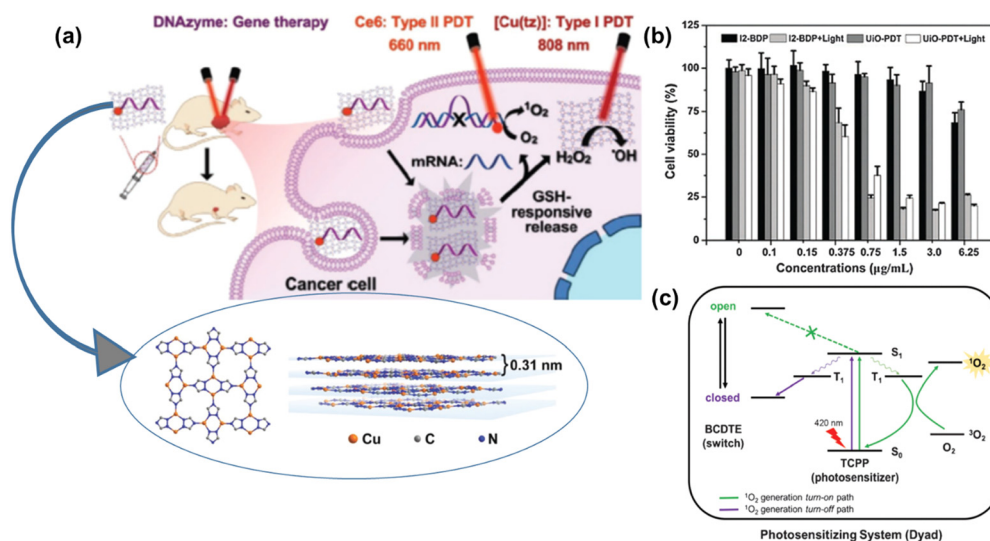 (a)
DNAzyme: Gene therapy
Ce6: Type II PDT
660 nm
[Cu(tz)]: Type I PDT
808 nm
X
¹O₂
O₂
mRNA:
H₂O₂
·OH
GSH-
responsive
release
Cancer cell
0.31 nm
Cu
C
N
(b)
I2-BDP
I2-BDP+Light
UiO-PDT
UiO-PDT+Light
Cell viability (%)
125
100
75
50
25
0
0
0.1
0.15
0.375
0.75
1.5
3.0
6.25
Concentrations (μg/mL)
(c)
open
closed
BCDTE
(switch)
S₁
T₁
T₁
420 nm
S₀
TCPP
(photosensitizer)
¹O₂
³O₂
O₂
¹O₂ generation turn-on path
¹O₂ generation turn-off path
Photosensitizing System (Dyad)